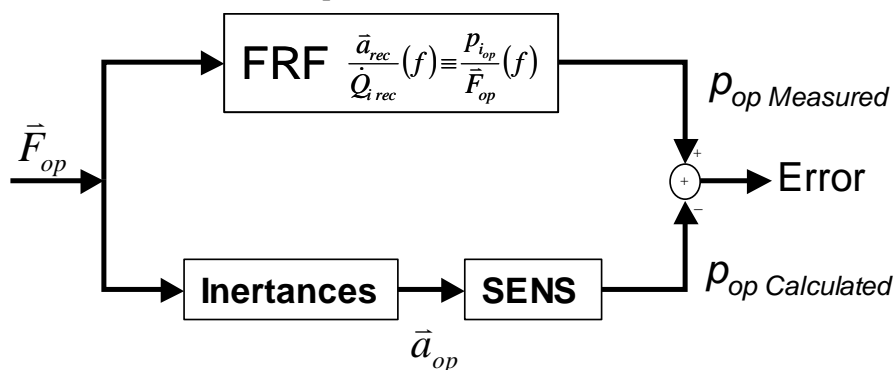 FRF \frac{\vec{a}_{rec}}{\dot{Q}_{i\,rec}}(f) \equiv \frac{p_{i_{op}}}{\vec{F}_{op}}(f)
p_{op Measured}
\vec{F}_{op}
+
+
Error
−
Inertances
SENS
p_{op Calculated}
\vec{a}_{op}